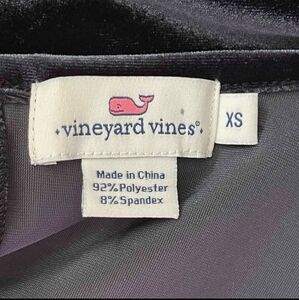 vineyard vines®
XS
Made in China
92% Polyester
8% Spandex